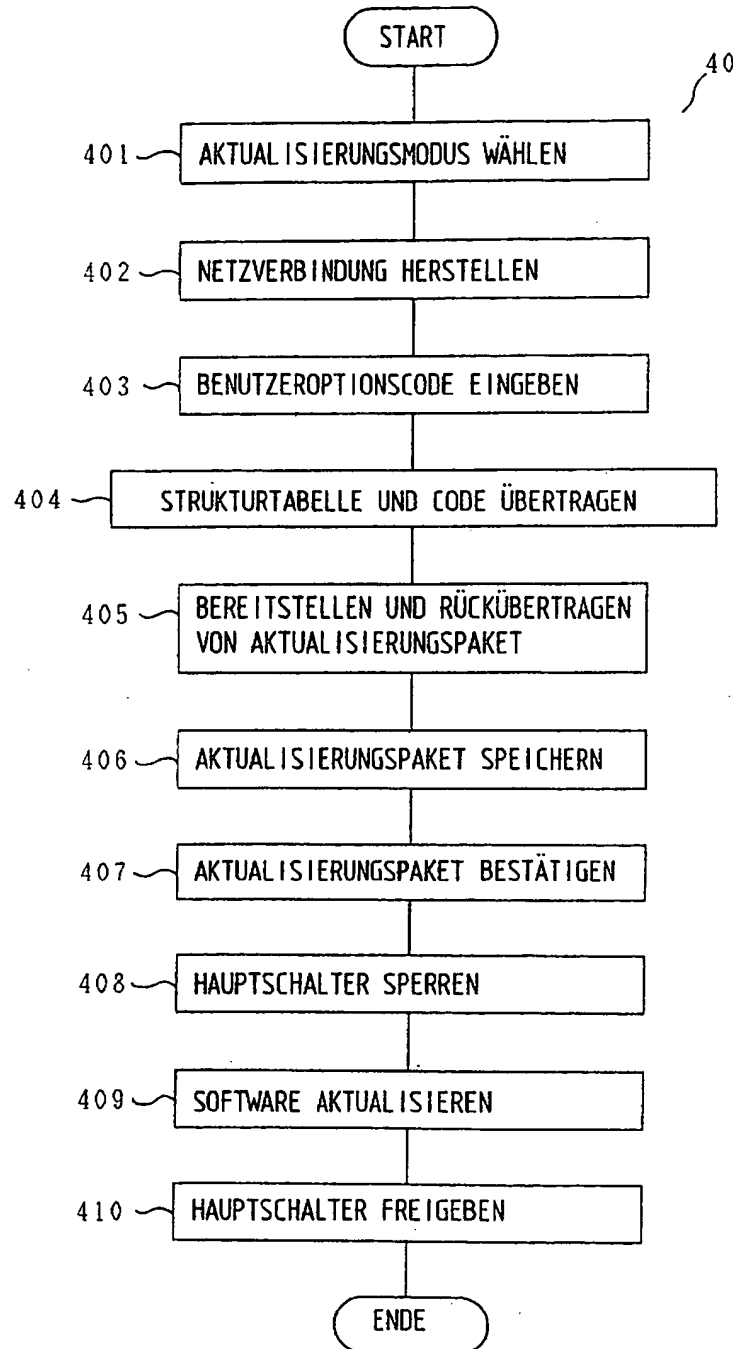 START
40
401 AKTUALISIERUNGSMODUS WÄHLEN
402 NETZVERBINDUNG HERSTELLEN
403 BENUTZEROPTIONSCODE EINGEBEN
404 STRUKTURTABELLE UND CODE ÜBERTRAGEN
405 BEREITSTELLEN UND RÜCKÜBERTRAGEN
VON AKTUALISIERUNGSPAKET
406 AKTUALISIERUNGSPAKET SPEICHERN
407 AKTUALISIERUNGSPAKET BESTÄTIGEN
408 HAUPTSCHALTER SPERREN
409 SOFTWARE AKTUALISIEREN
410 HAUPTSCHALTER FREIGEBEN
ENDE